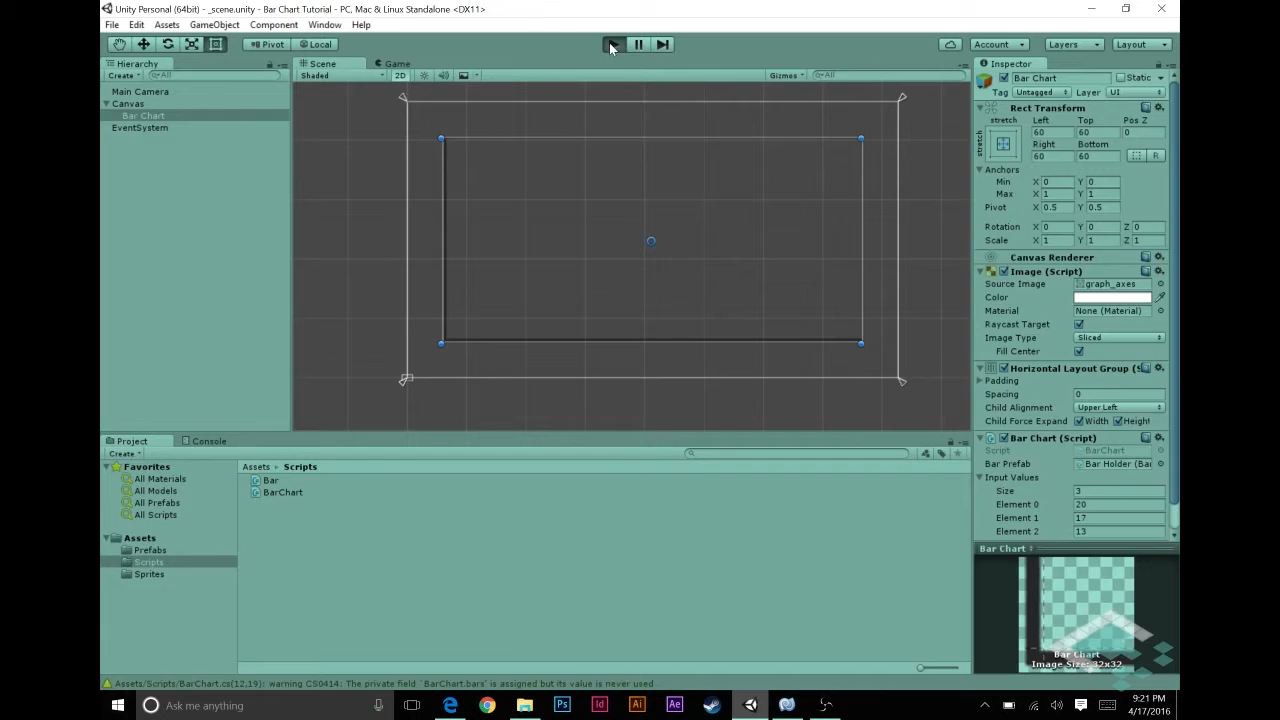 Unity Personal (64bit) - _scene.unity - Bar Chart Tutorial - PC, Mac & Linux Standalone <DX11>
File Edit Assets GameObject Component Window Help
Pivot Local Account Layers Layout
Hierarchy
Create All
Main Camera
Canvas
Bar Chart
EventSystem
Scene Game
Shaded 2D Gizmos All
Inspector
Bar Chart Static
Tag Untagged Layer UI
Rect Transform
stretch Left Top Pos Z
stretch 60 60 0
Right Bottom
60 60 R
Anchors
Min X 0 Y 0
Max X 1 Y 1
Pivot X 0.5 Y 0.5
Rotation X 0 Y 0 Z 0
Scale X 1 Y 1 Z 1
Canvas Renderer
Image (Script)
Source Image graph_axes
Color
Material None (Material)
Raycast Target
Image Type Sliced
Fill Center
Horizontal Layout Group (S
Padding
Spacing 0
Child Alignment Upper Left
Child Force Expand Width Height
Bar Chart (Script)
Script BarChart
Bar Prefab Bar Holder (Bar
Input Values
Size 3
Element 0 20
Element 1 17
Element 2 13
Bar Chart
Bar Chart
Image Size: 32x32
Project Console
Create
Favorites
All Materials
All Models
All Prefabs
All Scripts
Assets
Prefabs
Scripts
Sprites
Assets Scripts
Bar
BarChart
Assets/Scripts/BarChart.cs(12,19): warning CS0414: The private field `BarChart.bars' is assigned but its value is never used
Ask me anything
9:21 PM
4/17/2016